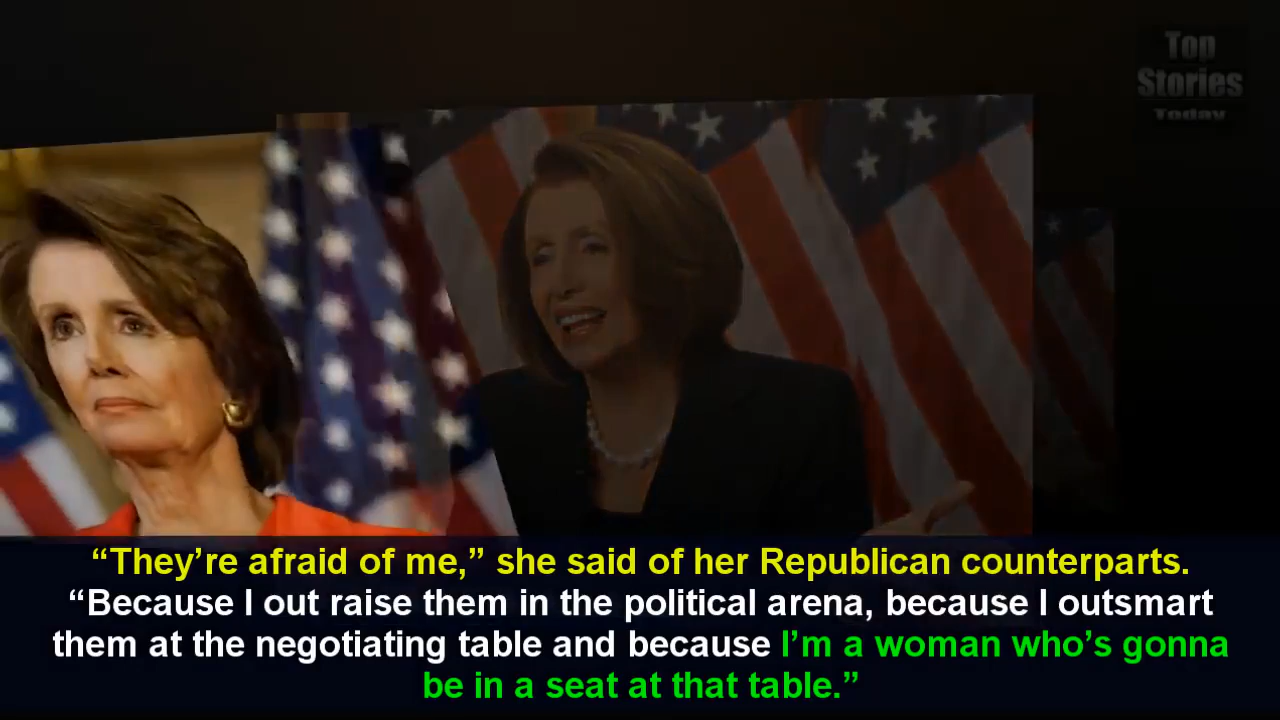 Top
Stories
Today
“They’re afraid of me,” she said of her Republican counterparts.
“Because I out raise them in the political arena, because I outsmart
them at the negotiating table and because I’m a woman who’s gonna
be in a seat at that table.”